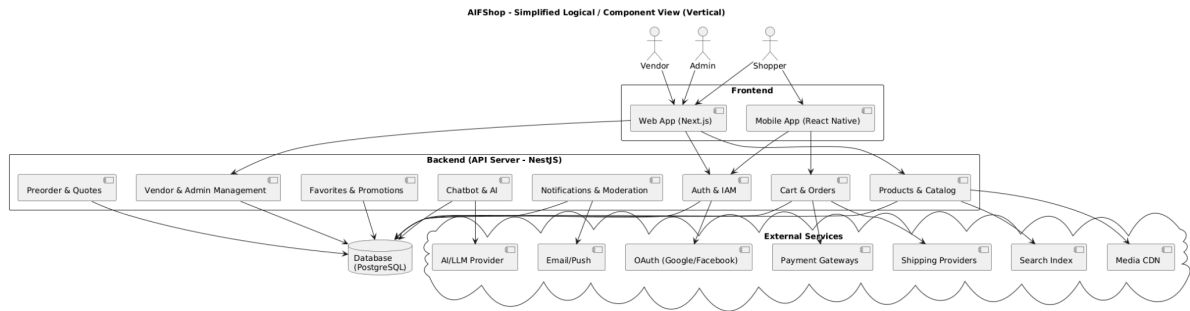 AIFShop - Simplified Logical / Component View (Vertical)
Vendor
Admin
Shopper
Frontend
Web App (Next.js)
Mobile App (React Native)
Backend (API Server - NestJS)
Preorder & Quotes
Vendor & Admin Management
Favorites & Promotions
Chatbot & AI
Notifications & Moderation
Auth & IAM
Cart & Orders
Products & Catalog
Database
(PostgreSQL)
External Services
AI/LLM Provider
Email/Push
OAuth (Google/Facebook)
Payment Gateways
Shipping Providers
Search Index
Media CDN